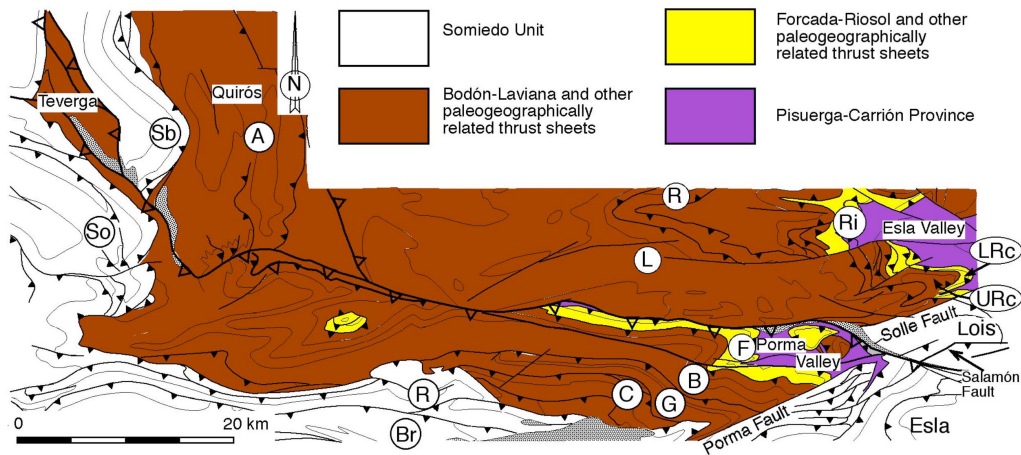 Somiedo Unit
Forcada-Riosol and other
paleogeographically
related thrust sheets
Bodón-Laviana and other
paleogeographically
related thrust sheets
Pisuerga-Carrión Province
N
Teverga
Quirós
Sb
A
So
R
Ri
Esla Valley
L
LRc
URc
Solle Fault
Lois
F
Porma
Valley
Salamón
Fault
B
R
C
G
Br
Porma Fault
Esla
0
20 km